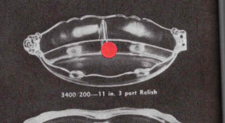 3400/200—11 in. 3 part Relish